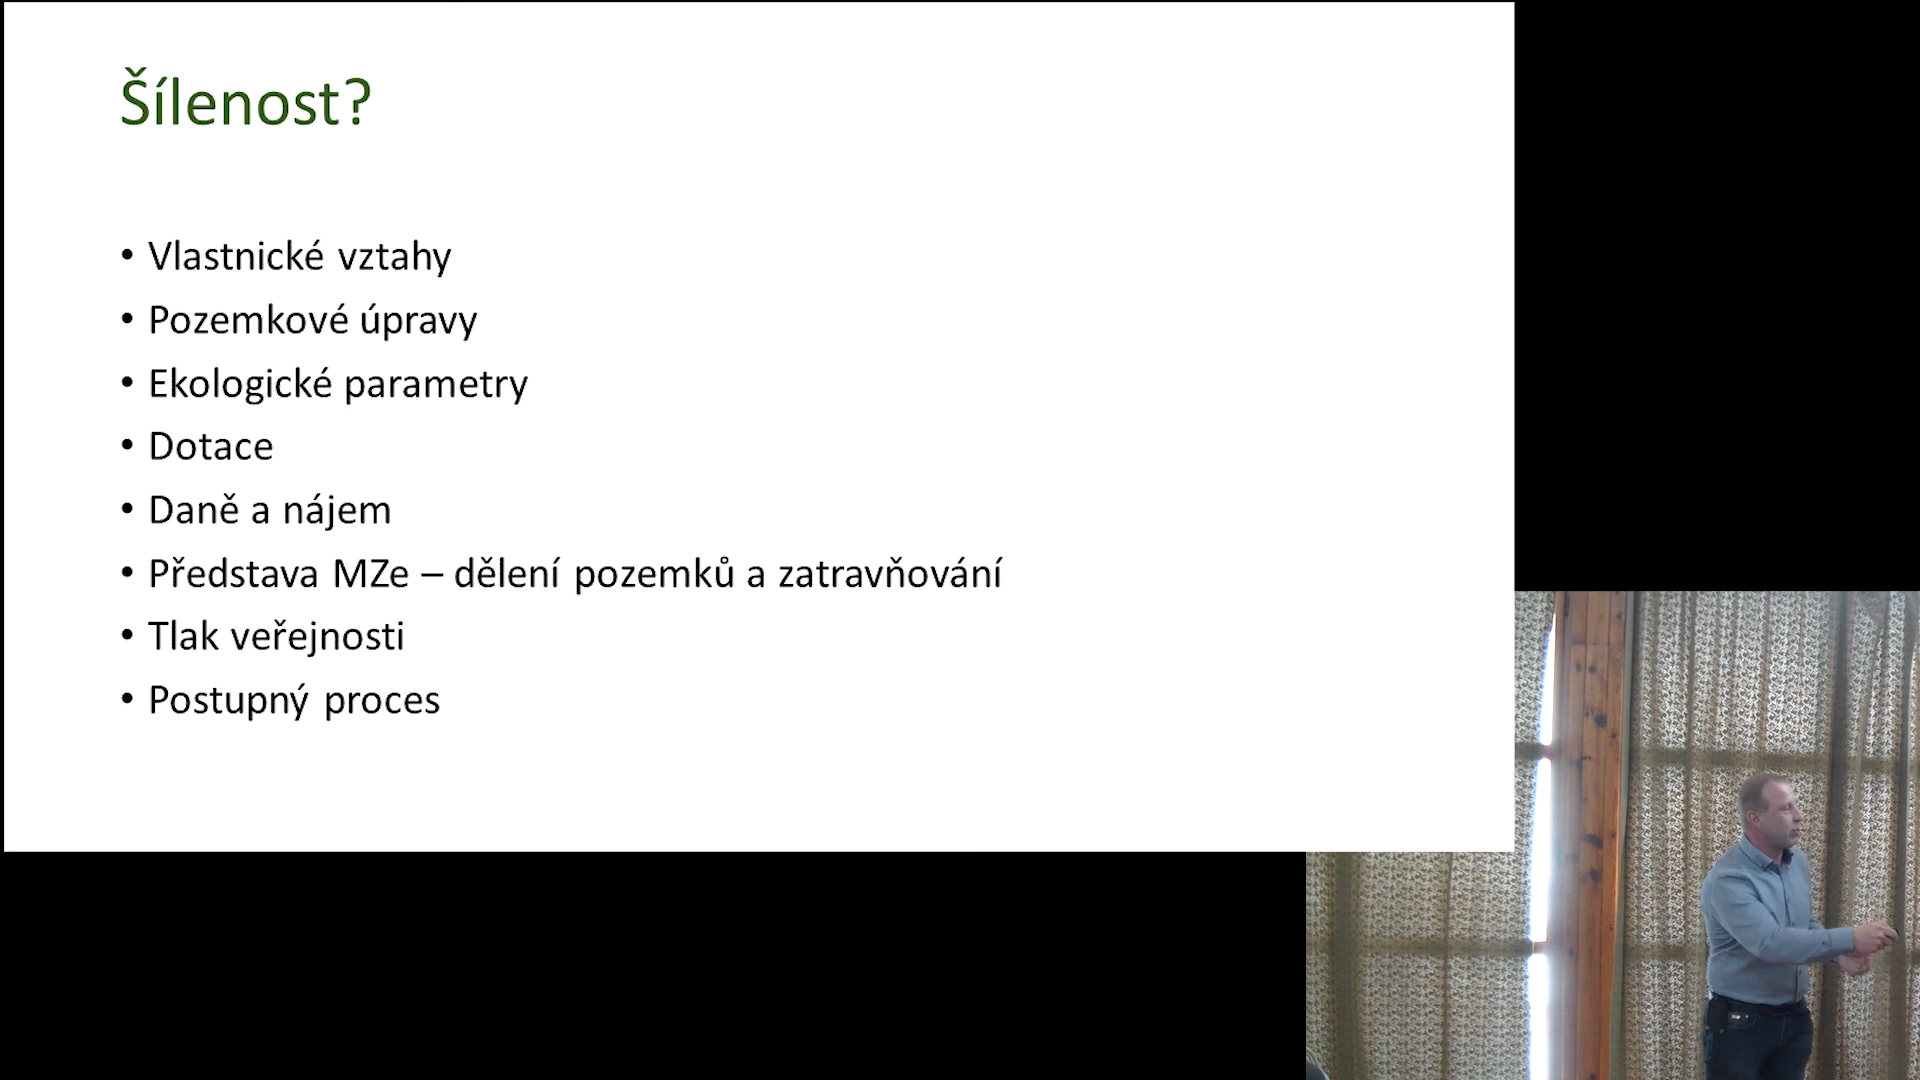 Šílenost?
• Vlastnické vztahy
• Pozemkové úpravy
• Ekologické parametry
• Dotace
• Daně a nájem
• Představa MZe – dělení pozemků a zatravňování
• Tlak veřejnosti
• Postupný proces